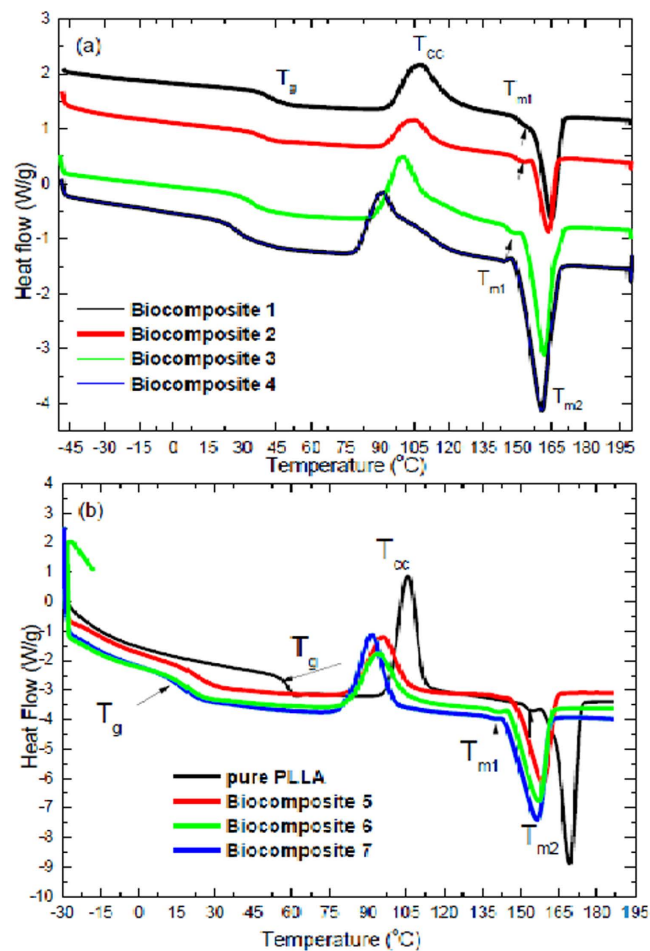 (a)
T_cc
T_g
T_m1
T_m1
T_m2
Heat flow (W/g)
3
2
1
0
-1
-2
-3
-4
Biocomposite 1
Biocomposite 2
Biocomposite 3
Biocomposite 4
-45 -30 -15 0 15 30 45 60 75 90 105 120 135 150 165 180 195
Temperature (°C)
(b)
T_cc
T_g
T_g
T_m1
T_m2
Heat Flow (W/g)
4
3
2
1
0
-1
-2
-3
-4
-5
-6
-7
-8
-9
-10
pure PLLA
Biocomposite 5
Biocomposite 6
Biocomposite 7
-30 -15 0 15 30 45 60 75 90 105 120 135 150 165 180 195
Temperature (°C)